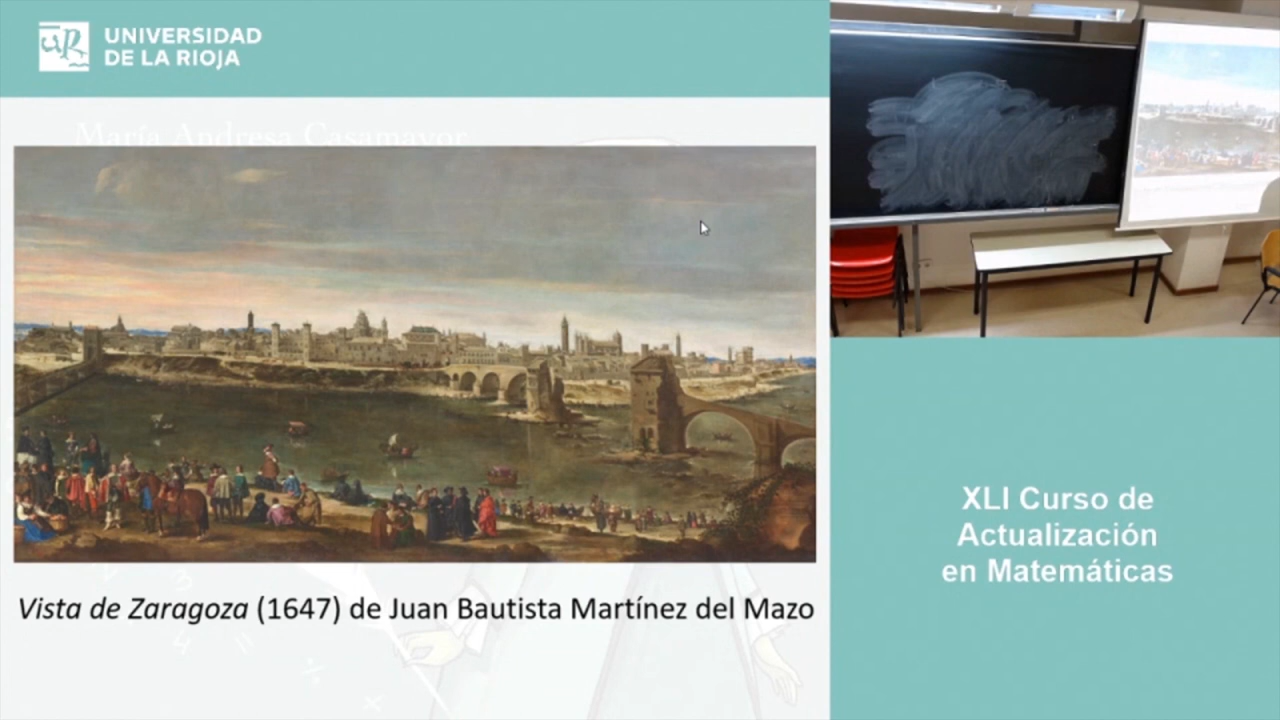 UNIVERSIDAD
DE LA RIOJA
María Andresa Casamayor
Vista de Zaragoza (1647) de Juan Bautista Martínez del Mazo
XLI Curso de
Actualización
en Matemáticas